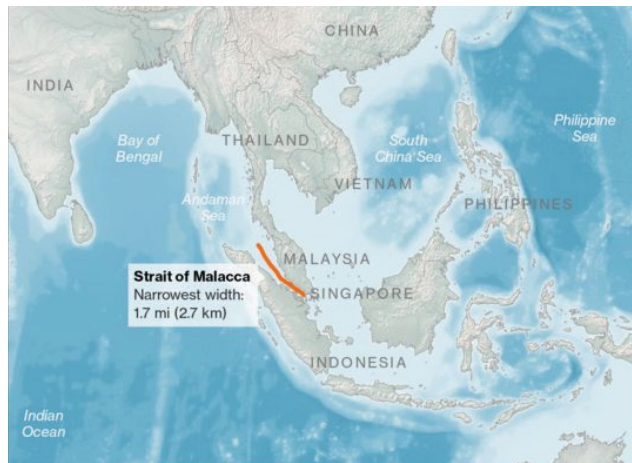 CHINA
INDIA
Bay of
Bengal
THAILAND
South
China Sea
Philippine
Sea
VIETNAM
Andaman
Sea
PHILIPPINES
MALAYSIA
Strait of Malacca
Narrowest width:
1.7 mi (2.7 km)
SINGAPORE
INDONESIA
Indian
Ocean